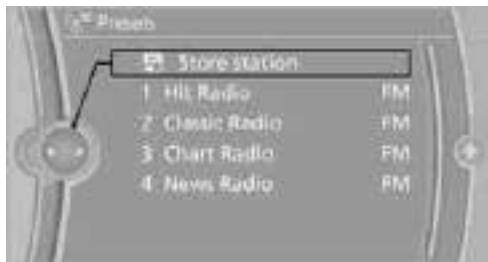 Presets
Store station
1 Hit Radio FM
2 Classic Radio FM
3 Chart Radio FM
4 News Radio FM